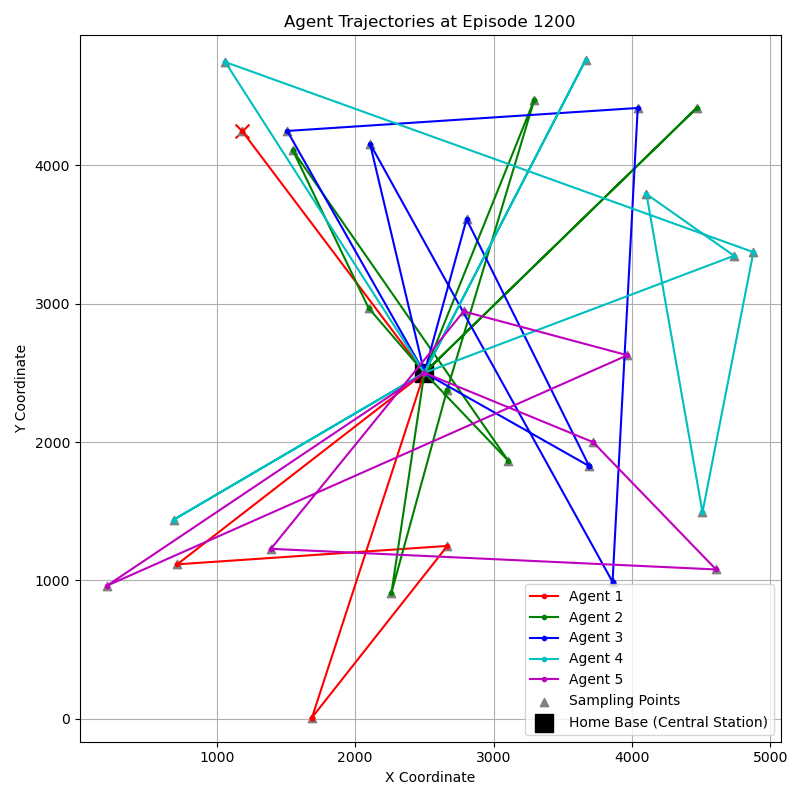 Agent Trajectories at Episode 1200
Y Coordinate
4000
3000
2000
1000
0
Agent 1
Agent 2
Agent 3
Agent 4
Agent 5
Sampling Points
Home Base (Central Station)
1000 2000 3000 4000 5000
X Coordinate